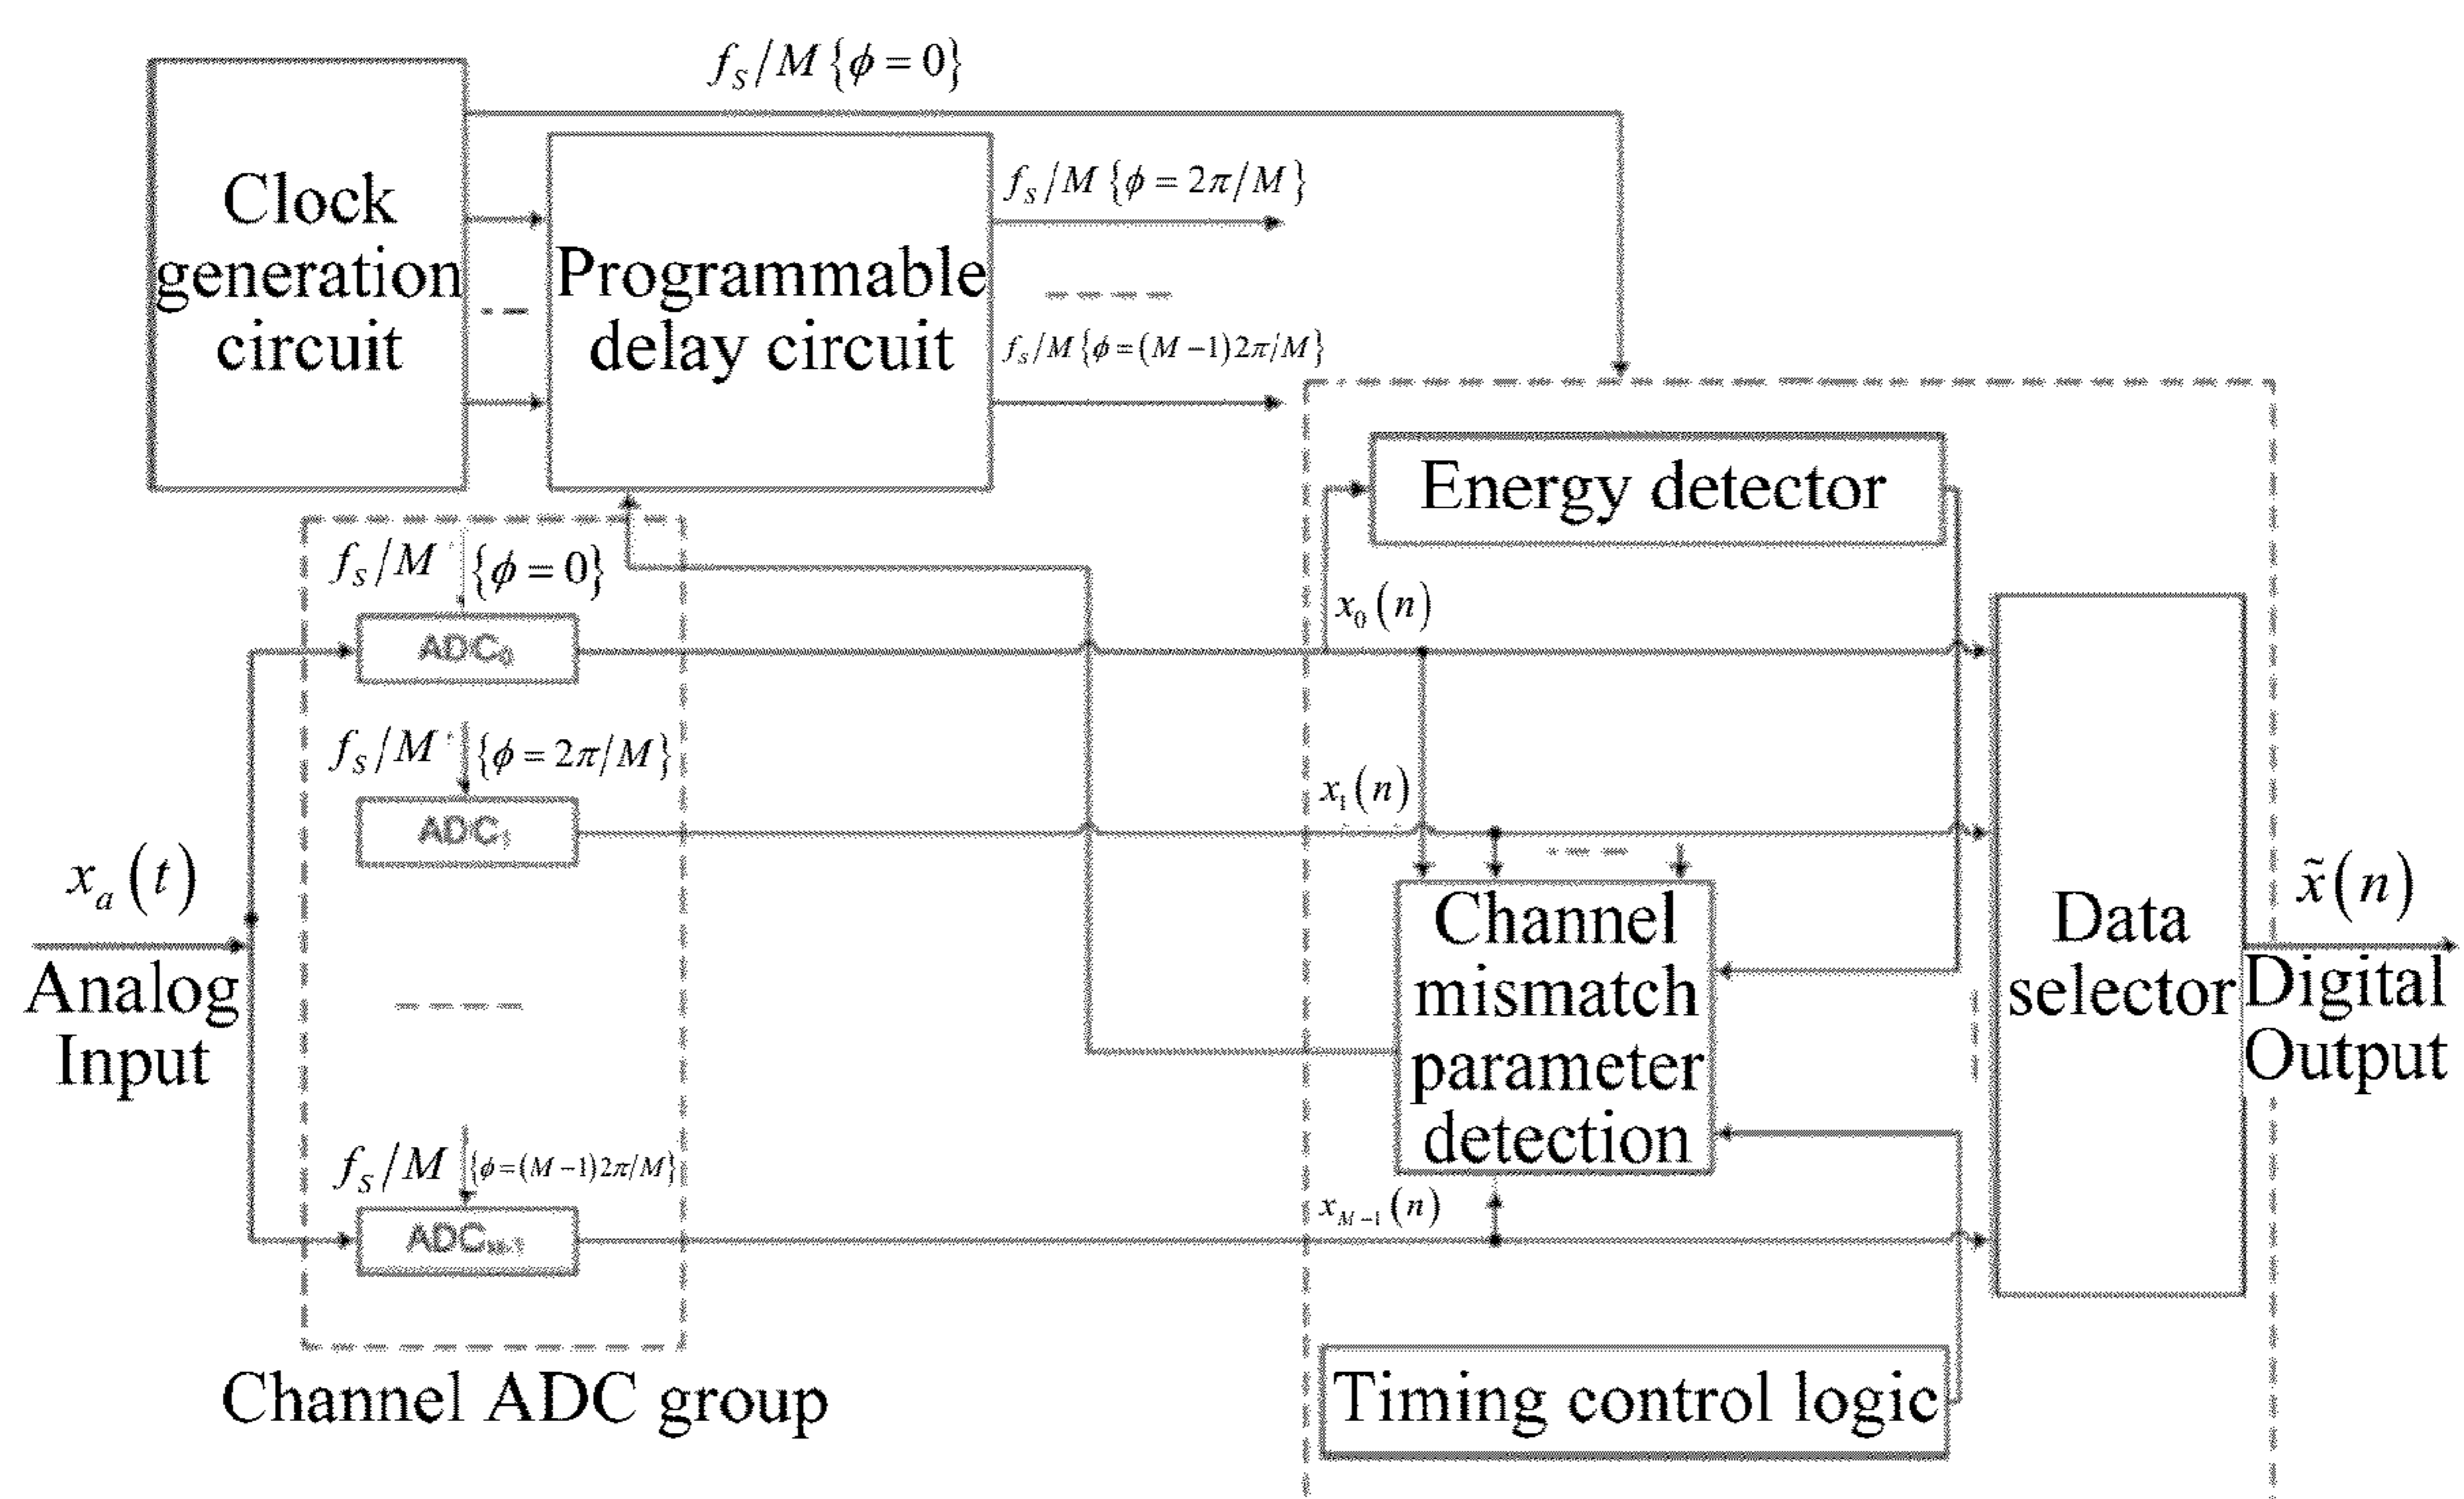 f_S/M{ϕ=0}
Clock
generation
circuit
Programmable
delay circuit
f_S/M{ϕ=2π/M}
f_S/M{ϕ=(M−1)2π/M}
Energy detector
f_S/M {ϕ=0}
ADC₀
x₀(n)
f_S/M {ϕ=2π/M}
ADC₁
x₁(n)
x_a(t)
Analog
Input
Channel
mismatch
parameter
detection
Data
selector
x̃(n)
Digital
Output
f_S/M {ϕ=(M−1)2π/M}
ADC_{M-1}
x_{M−1}(n)
Channel ADC group
Timing control logic